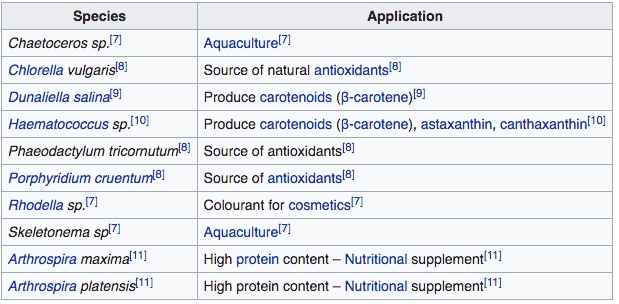 Species Application
Chaetoceros sp.[7] Aquaculture[7]
Chlorella vulgaris[8] Source of natural antioxidants[8]
Dunaliella salina[9] Produce carotenoids (β-carotene)[9]
Haematococcus sp.[10] Produce carotenoids (β-carotene), astaxanthin, canthaxanthin[10]
Phaeodactylum tricornutum[8] Source of antioxidants[8]
Porphyridium cruentum[8] Source of antioxidants[8]
Rhodella sp.[7] Colourant for cosmetics[7]
Skeletonema sp[7] Aquaculture[7]
Arthrospira maxima[11] High protein content – Nutritional supplement[11]
Arthrospira platensis[11] High protein content – Nutritional supplement[11]